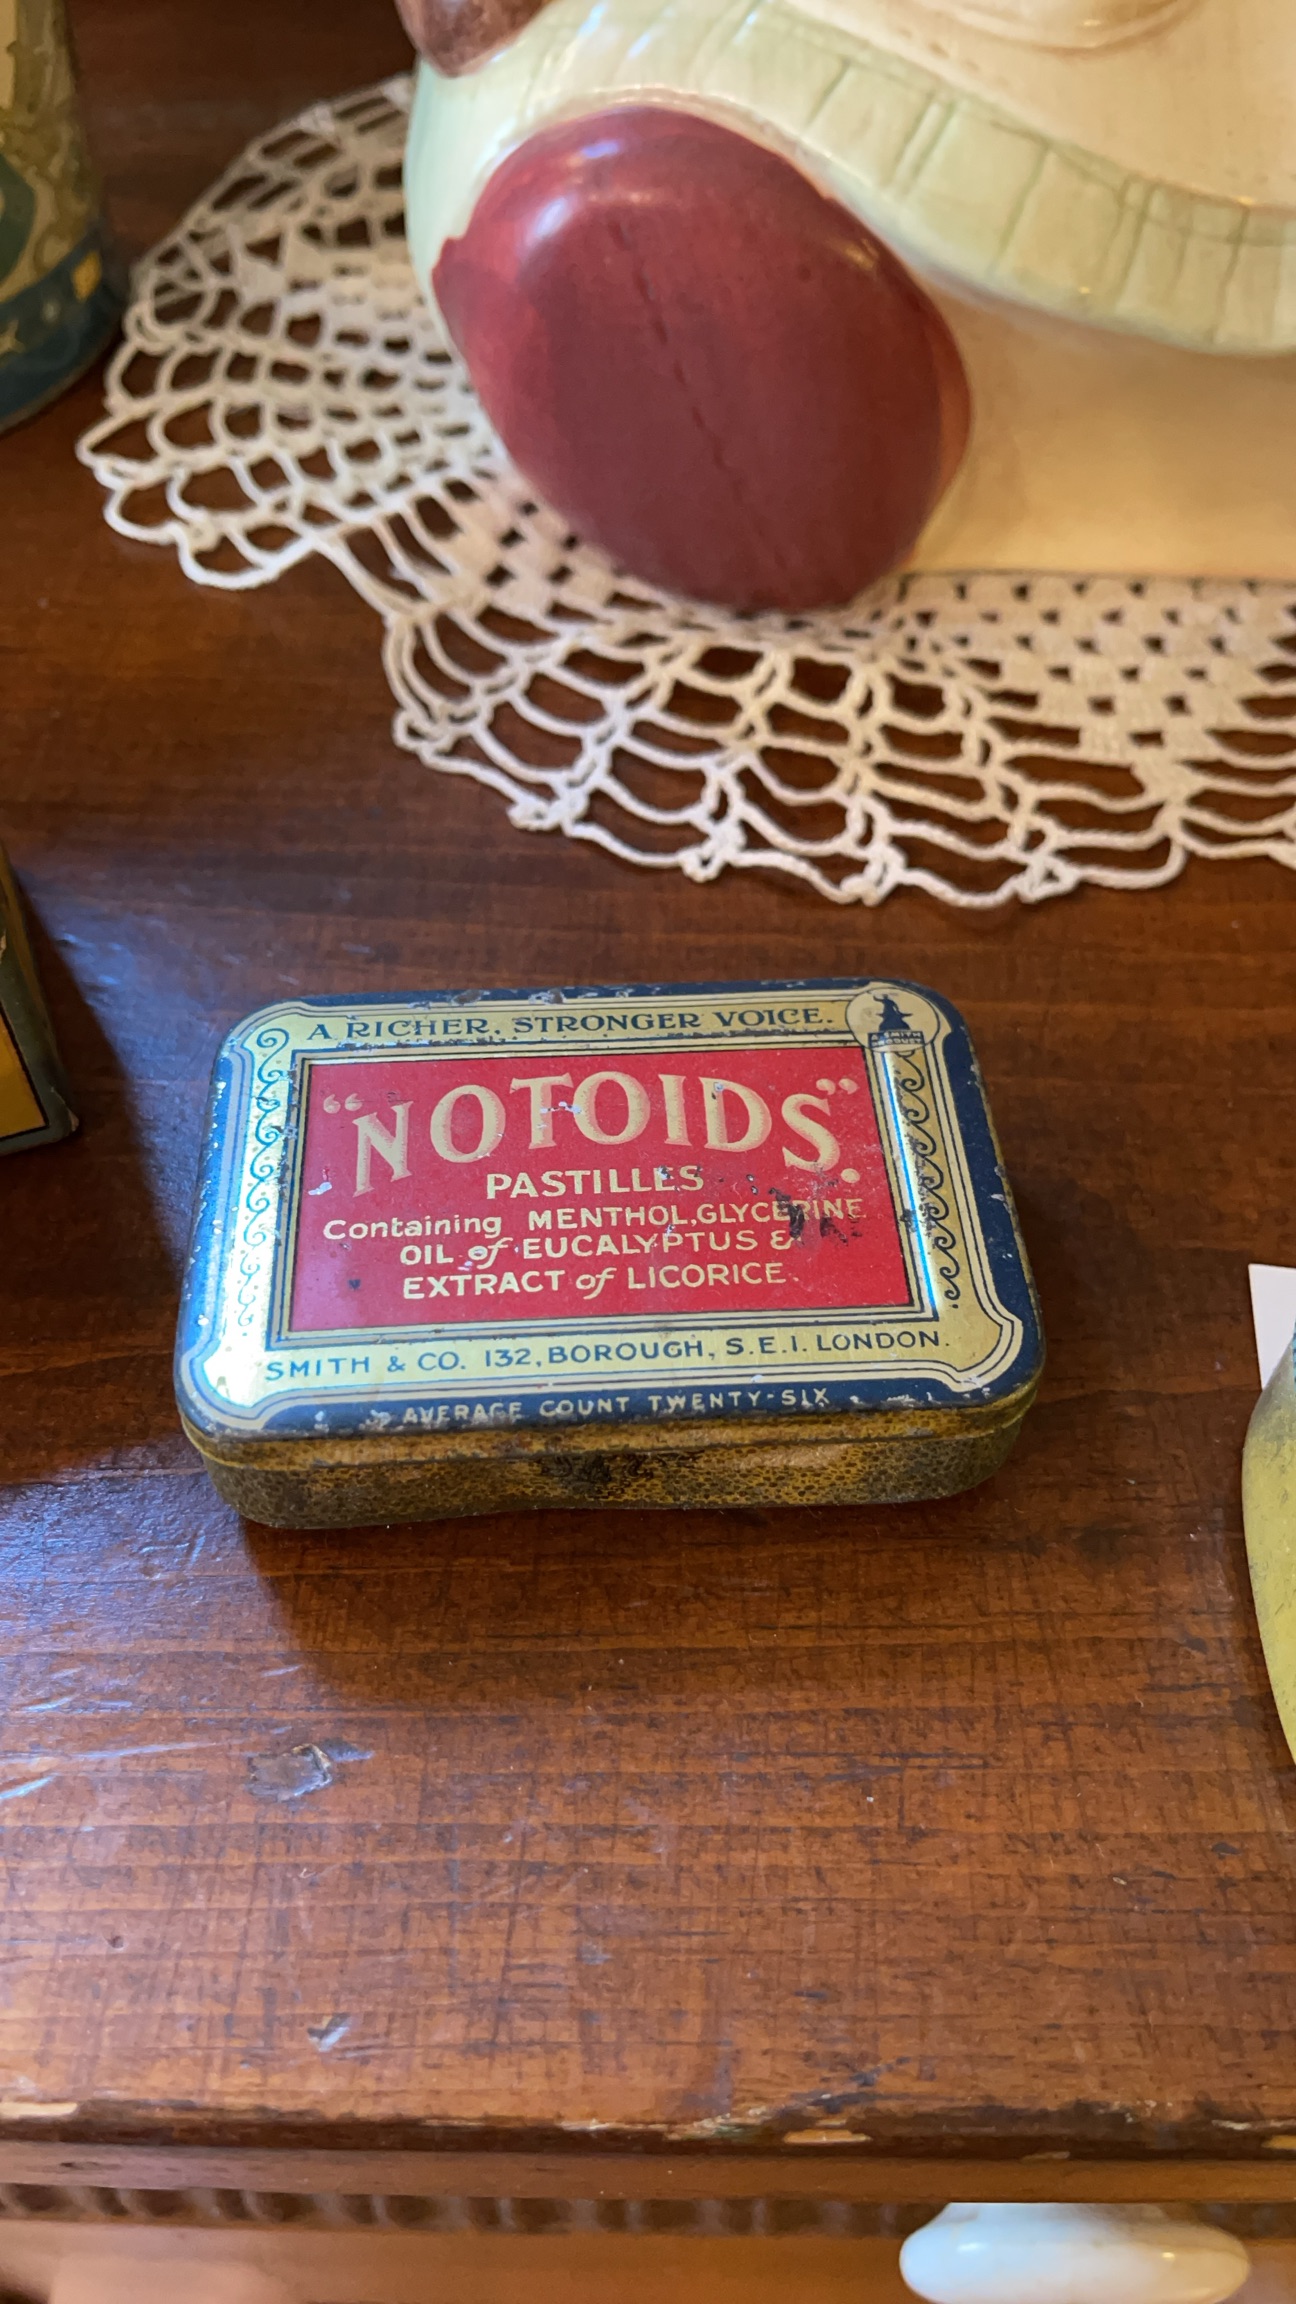 A RICHER, STRONGER VOICE.
"NOTOIDS".
PASTILLES
Containing MENTHOL, GLYCERINE
OIL of EUCALYPTUS &
EXTRACT of LICORICE.
SMITH & CO. 132, BOROUGH, S.E.1. LONDON.
AVERAGE COUNT TWENTY-SIX